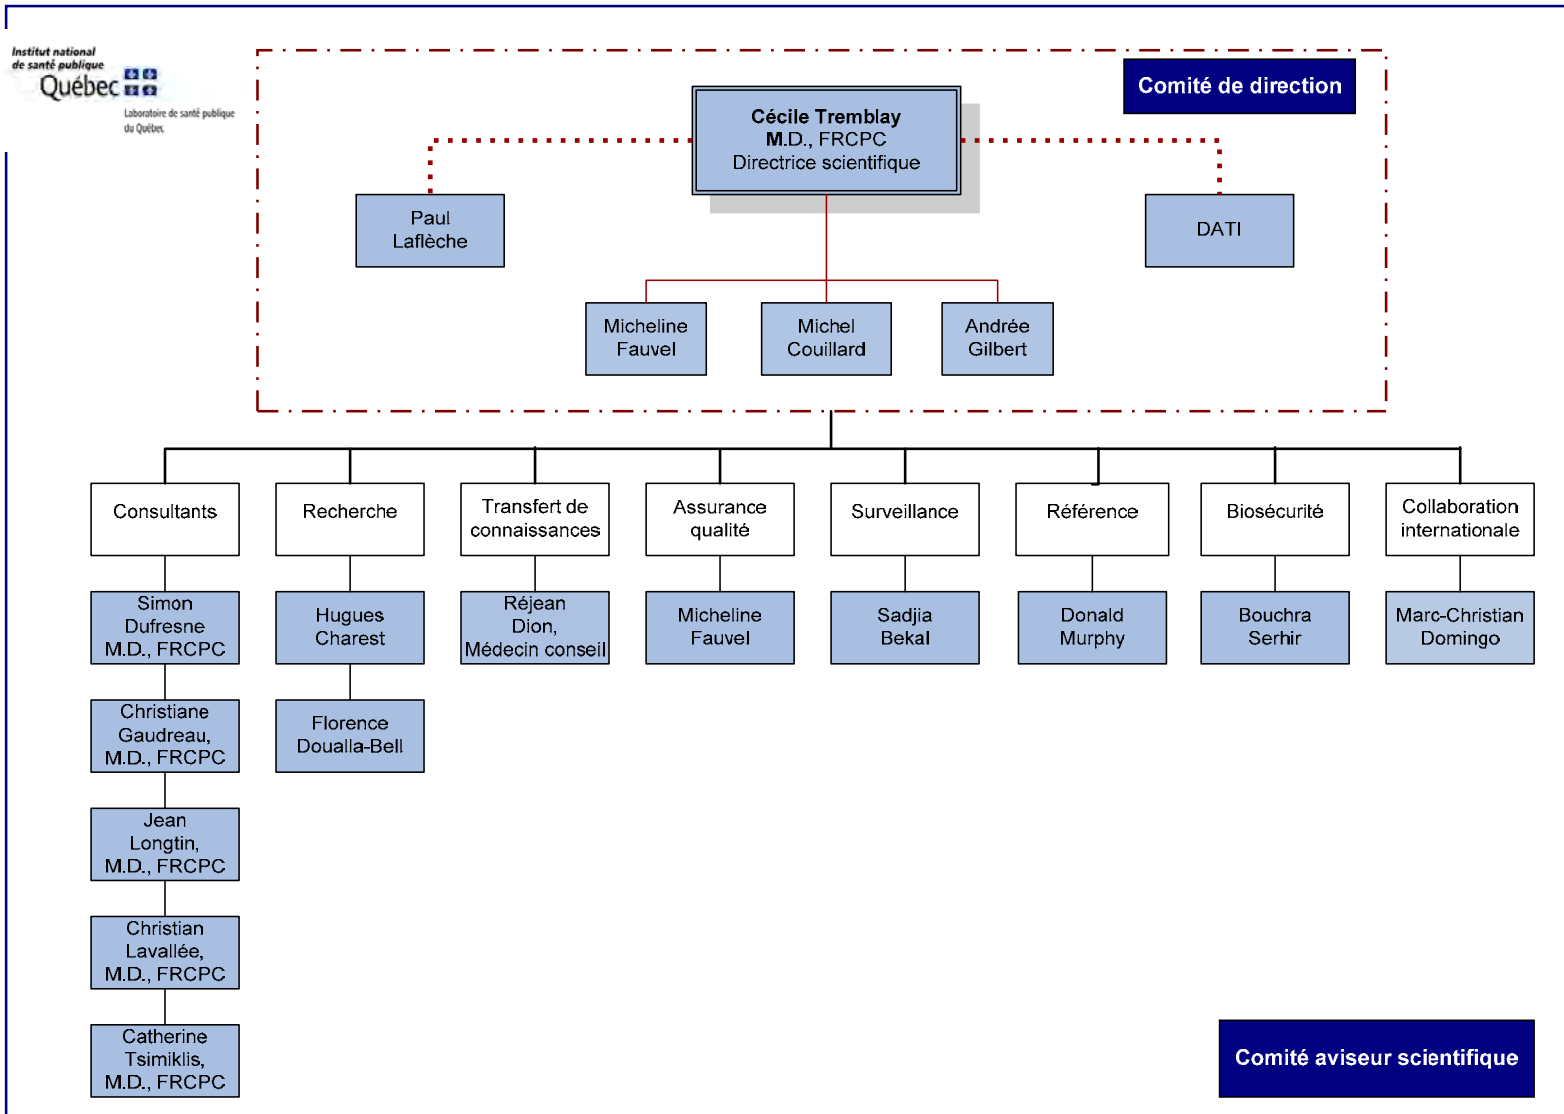 Institut national
de santé publique
Québec
Laboratoire de santé publique
du Québec
Comité de direction
Cécile Tremblay
M.D., FRCPC
Directrice scientifique
Paul
Laflèche
DATI
Micheline
Fauvel
Michel
Couillard
Andrée
Gilbert
Consultants
Recherche
Transfert de
connaissances
Assurance
qualité
Surveillance
Référence
Biosécurité
Collaboration
internationale
Simon
Dufresne
M.D., FRCPC
Hugues
Charest
Réjean
Dion,
Médecin conseil
Micheline
Fauvel
Sadjia
Bekal
Donald
Murphy
Bouchra
Serhir
Marc-Christian
Domingo
Christiane
Gaudreau,
M.D., FRCPC
Florence
Doualla-Bell
Jean
Longtin,
M.D., FRCPC
Christian
Lavallée,
M.D., FRCPC
Catherine
Tsimiklis,
M.D., FRCPC
Comité aviseur scientifique